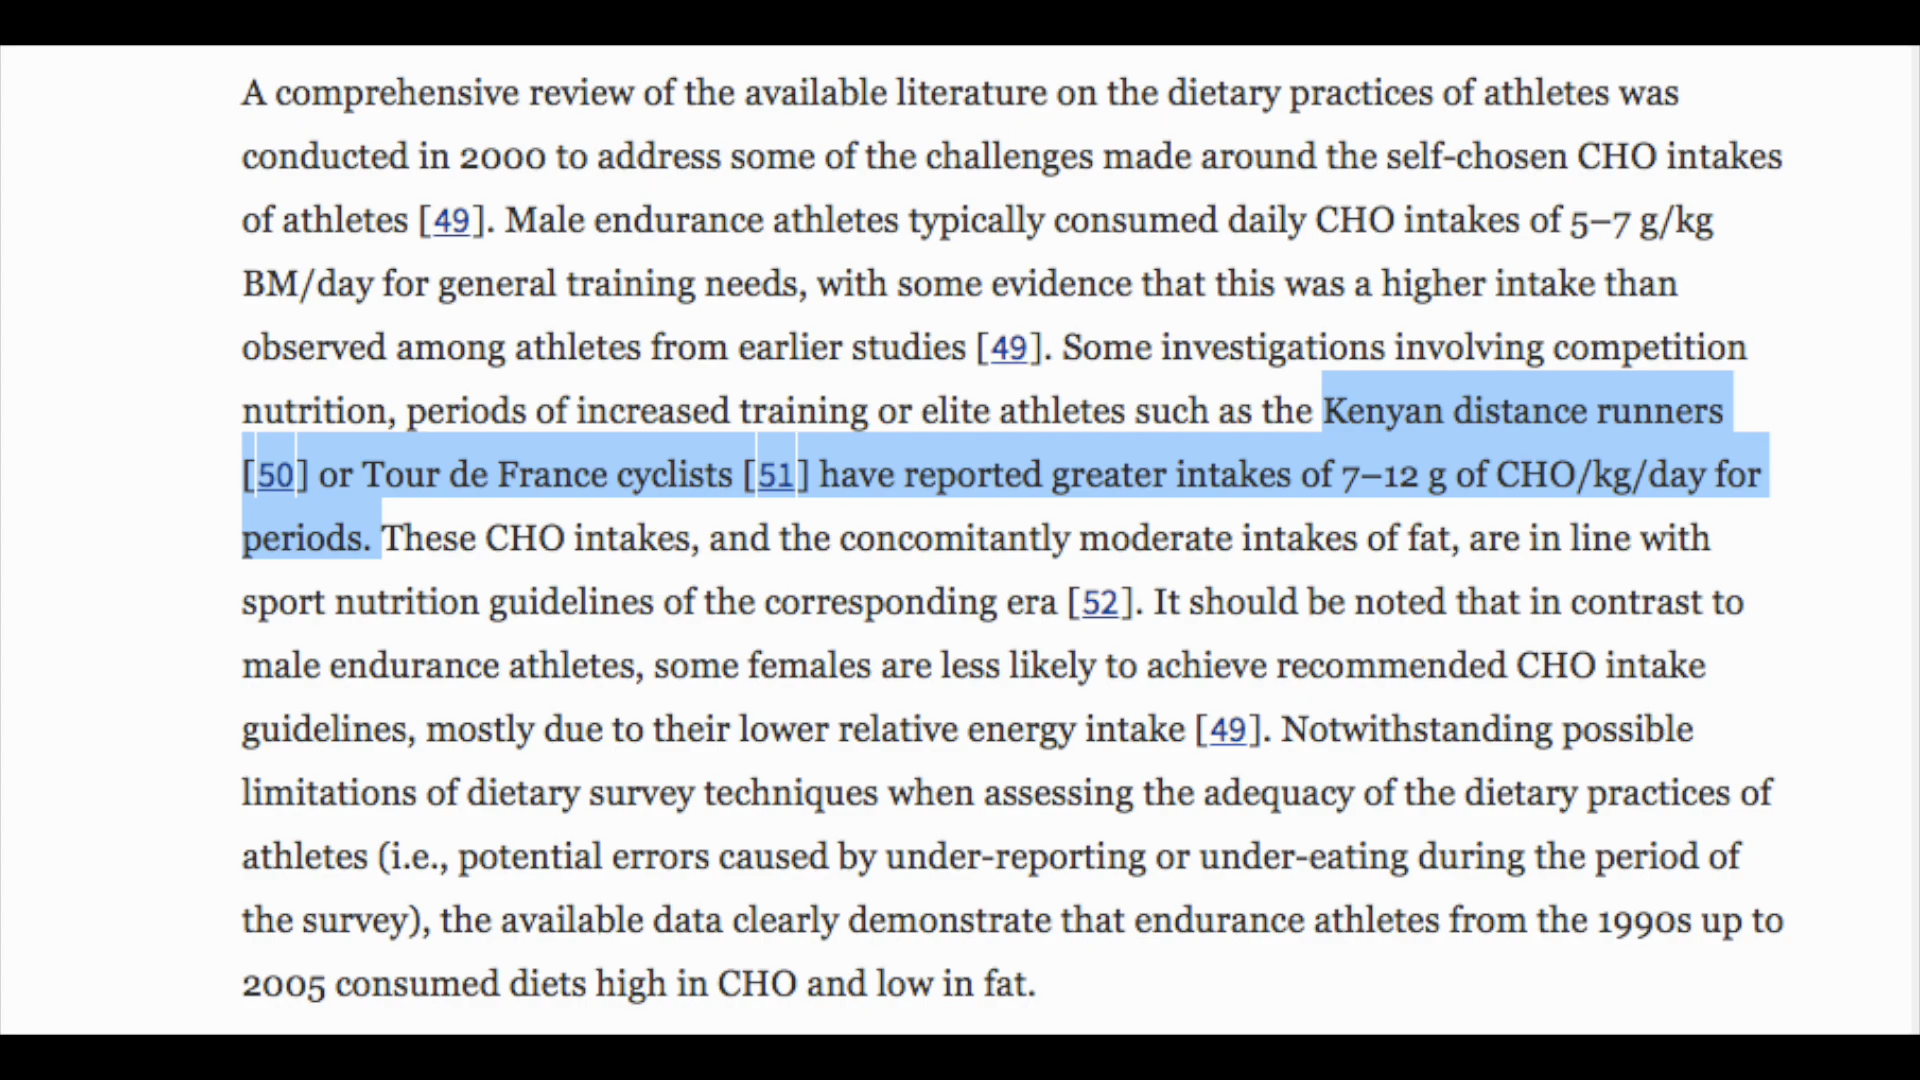 A comprehensive review of the available literature on the dietary practices of athletes was
conducted in 2000 to address some of the challenges made around the self-chosen CHO intakes
of athletes [49]. Male endurance athletes typically consumed daily CHO intakes of 5–7 g/kg
BM/day for general training needs, with some evidence that this was a higher intake than
observed among athletes from earlier studies [49]. Some investigations involving competition
nutrition, periods of increased training or elite athletes such as the Kenyan distance runners
[50] or Tour de France cyclists [51] have reported greater intakes of 7–12 g of CHO/kg/day for
periods. These CHO intakes, and the concomitantly moderate intakes of fat, are in line with
sport nutrition guidelines of the corresponding era [52]. It should be noted that in contrast to
male endurance athletes, some females are less likely to achieve recommended CHO intake
guidelines, mostly due to their lower relative energy intake [49]. Notwithstanding possible
limitations of dietary survey techniques when assessing the adequacy of the dietary practices of
athletes (i.e., potential errors caused by under-reporting or under-eating during the period of
the survey), the available data clearly demonstrate that endurance athletes from the 1990s up to
2005 consumed diets high in CHO and low in fat.